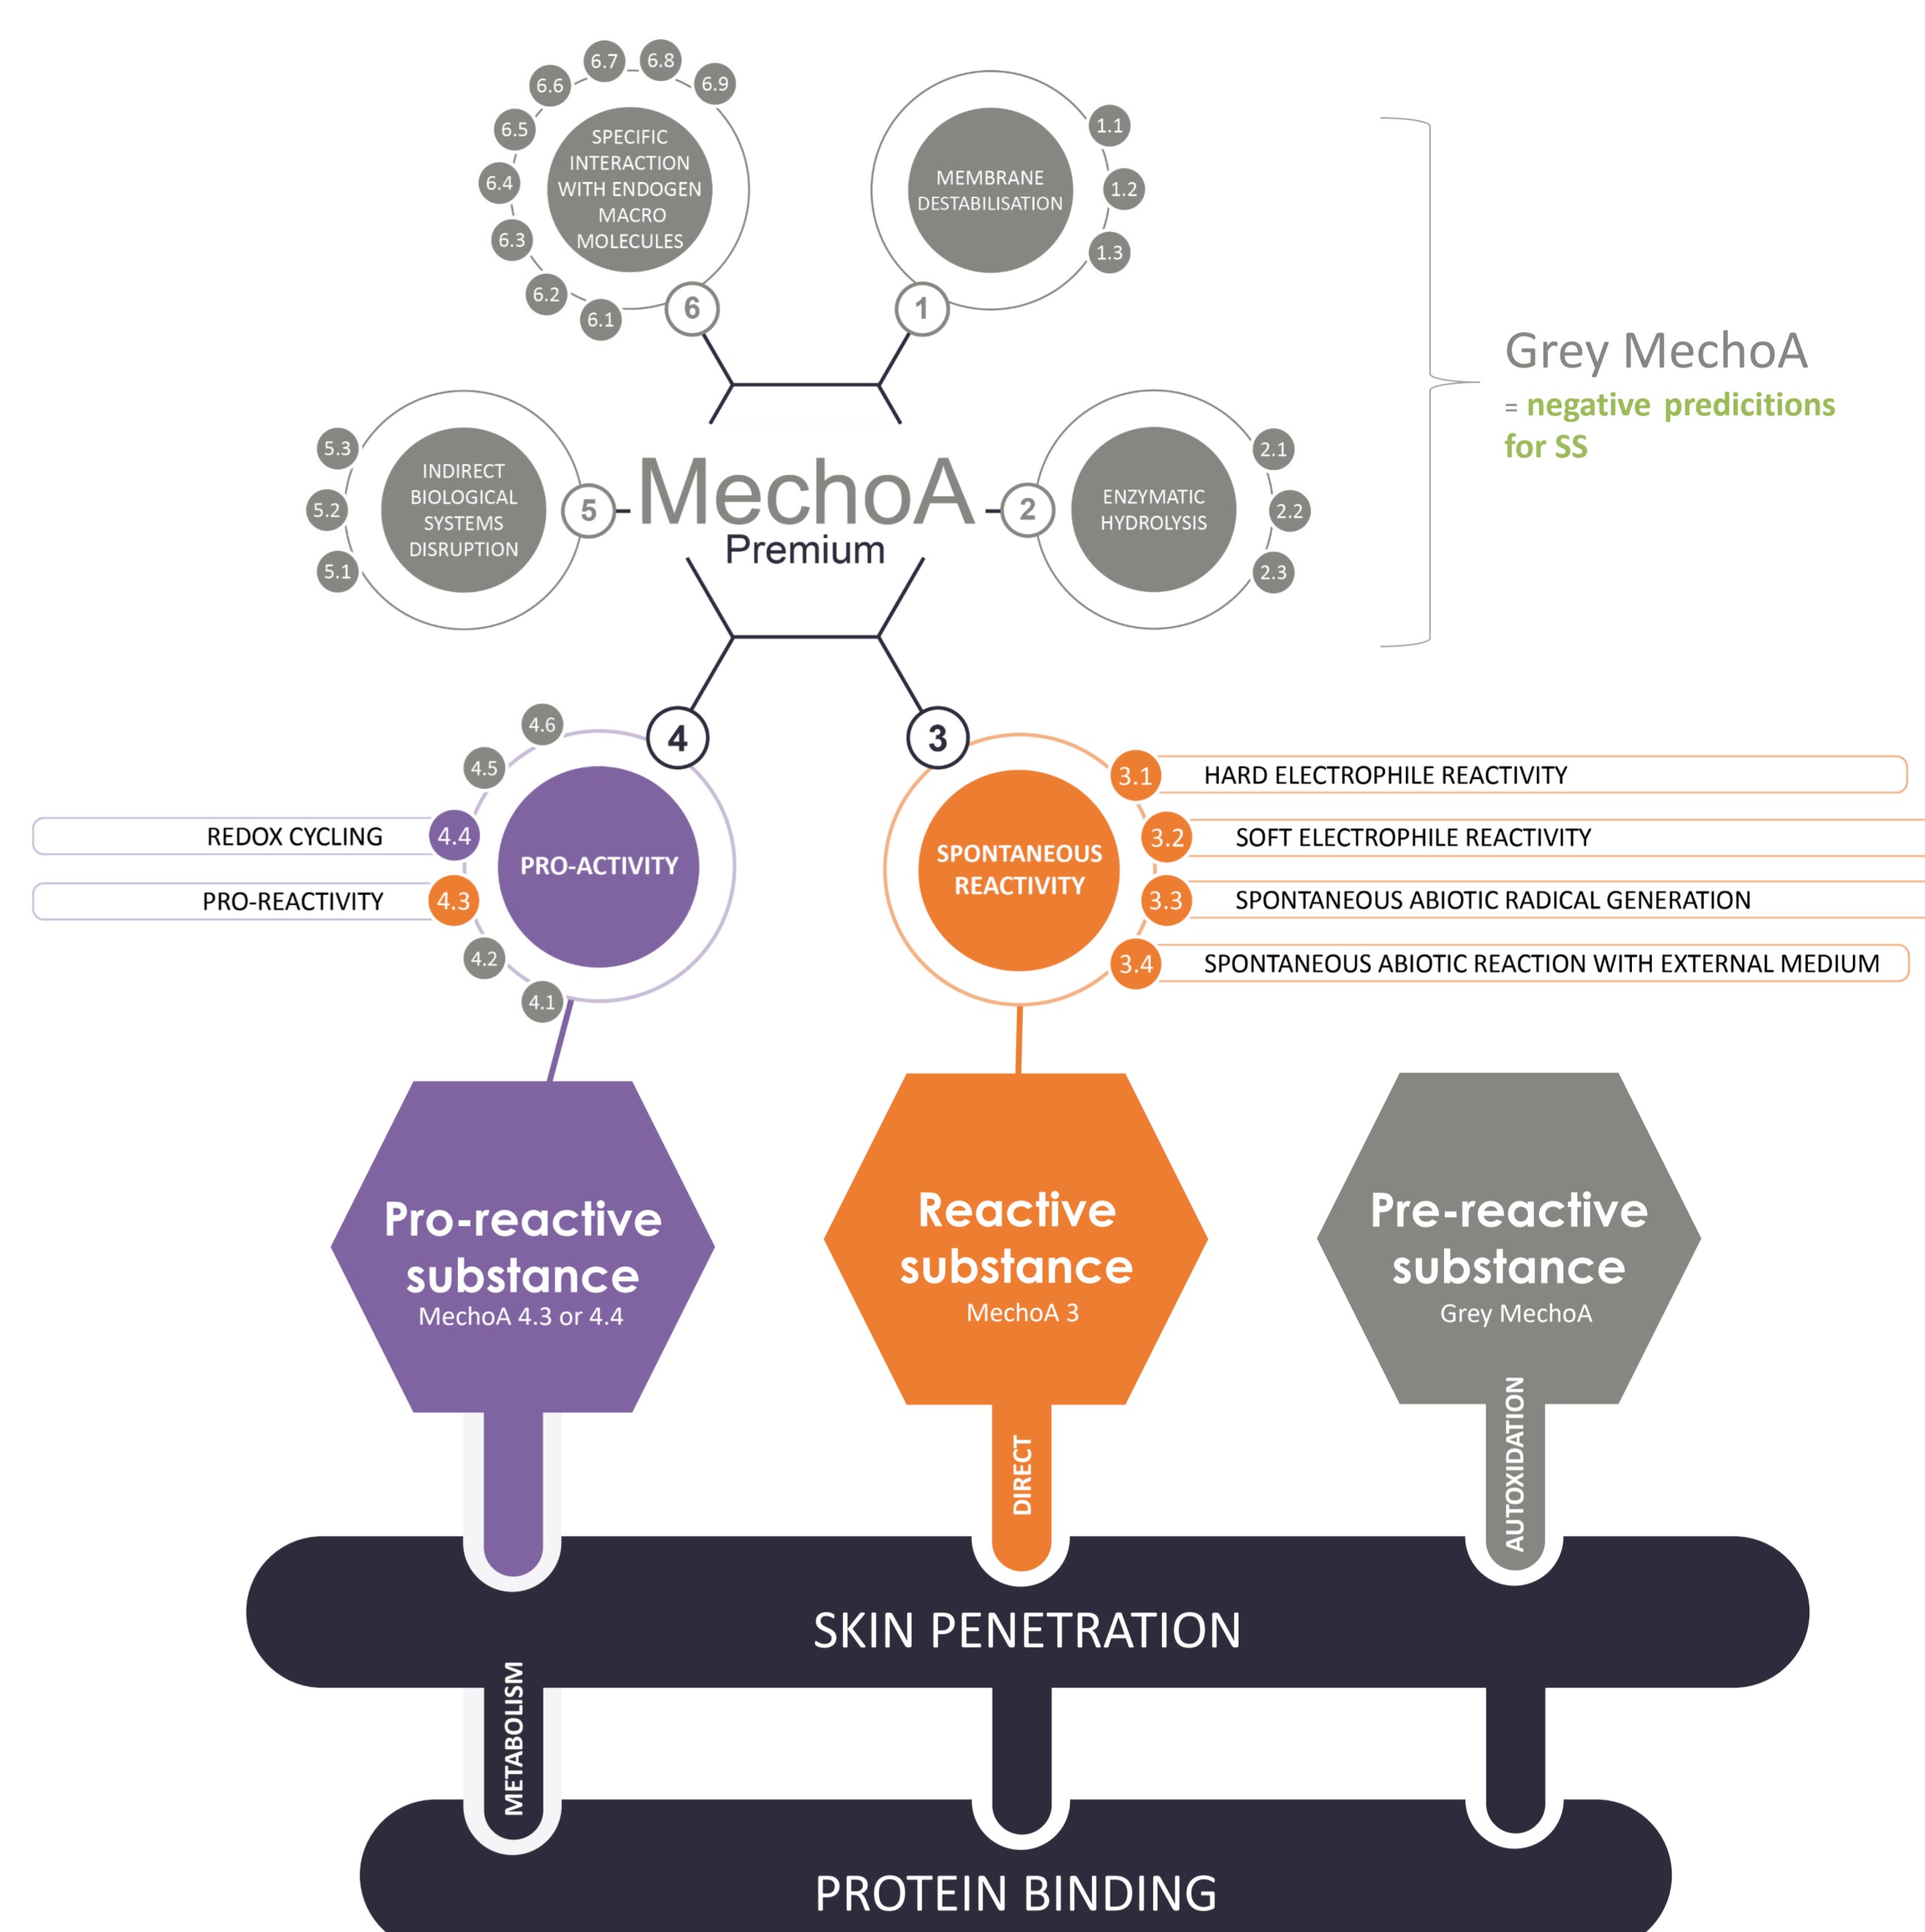 6.7
6.8
6.6
6.9
6.5
6.4
6.3
6.2
6.1
SPECIFIC
INTERACTION
WITH ENDOGEN
MACRO
MOLECULES
6
MEMBRANE
DESTABILISATION
1.1
1.2
1.3
1
Grey MechoA
= negative predicitions
for SS
5.3
5.2
5.1
INDIRECT
BIOLOGICAL
SYSTEMS
DISRUPTION
5
MechoA
Premium
2
ENZYMATIC
HYDROLYSIS
2.1
2.2
2.3
4
3
4.6
4.5
REDOX CYCLING
4.4
PRO-REACTIVITY
4.3
4.2
4.1
PRO-ACTIVITY
SPONTANEOUS
REACTIVITY
3.1
HARD ELECTROPHILE REACTIVITY
3.2
SOFT ELECTROPHILE REACTIVITY
3.3
SPONTANEOUS ABIOTIC RADICAL GENERATION
3.4
SPONTANEOUS ABIOTIC REACTION WITH EXTERNAL MEDIUM
Pro-reactive
substance
MechoA 4.3 or 4.4
Reactive
substance
MechoA 3
Pre-reactive
substance
Grey MechoA
DIRECT
AUTOXIDATION
SKIN PENETRATION
METABOLISM
PROTEIN BINDING